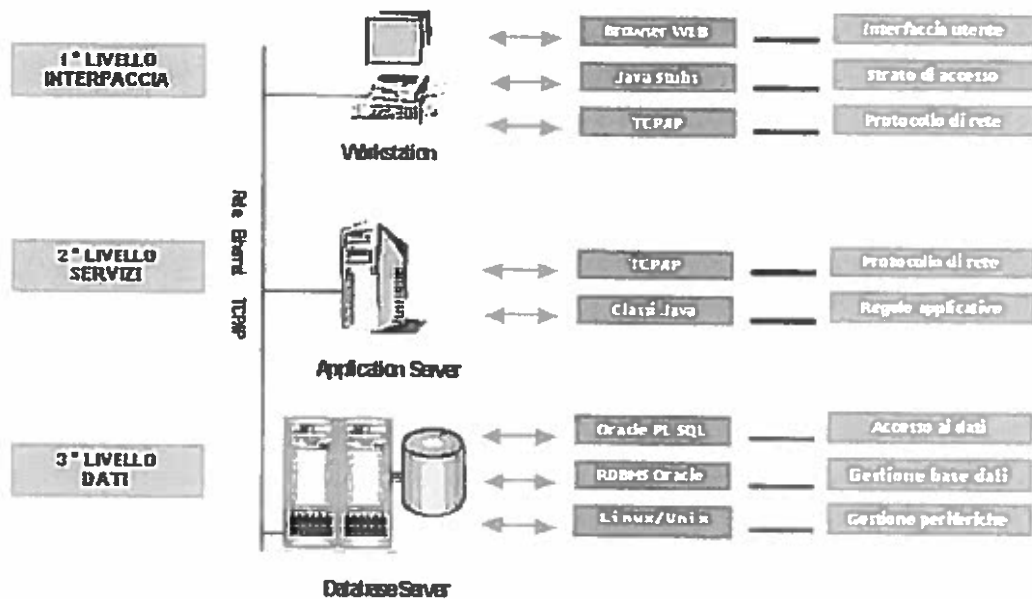 1° LIVELLO
INTERFACCIA
Workstation
Browser WEB
Interfaccia utente
Java Stubs
Strato di accesso
TCP/IP
Protocollo di rete
Rete Ethernet TCP/IP
2° LIVELLO
SERVIZI
Application Server
TCP/IP
Protocollo di rete
Classi Java
Regole applicative
3° LIVELLO
DATI
Database Server
Oracle PL SQL
Accesso ai dati
RDBMS Oracle
Gestione base dati
Linux/Unix
Gestione periferiche